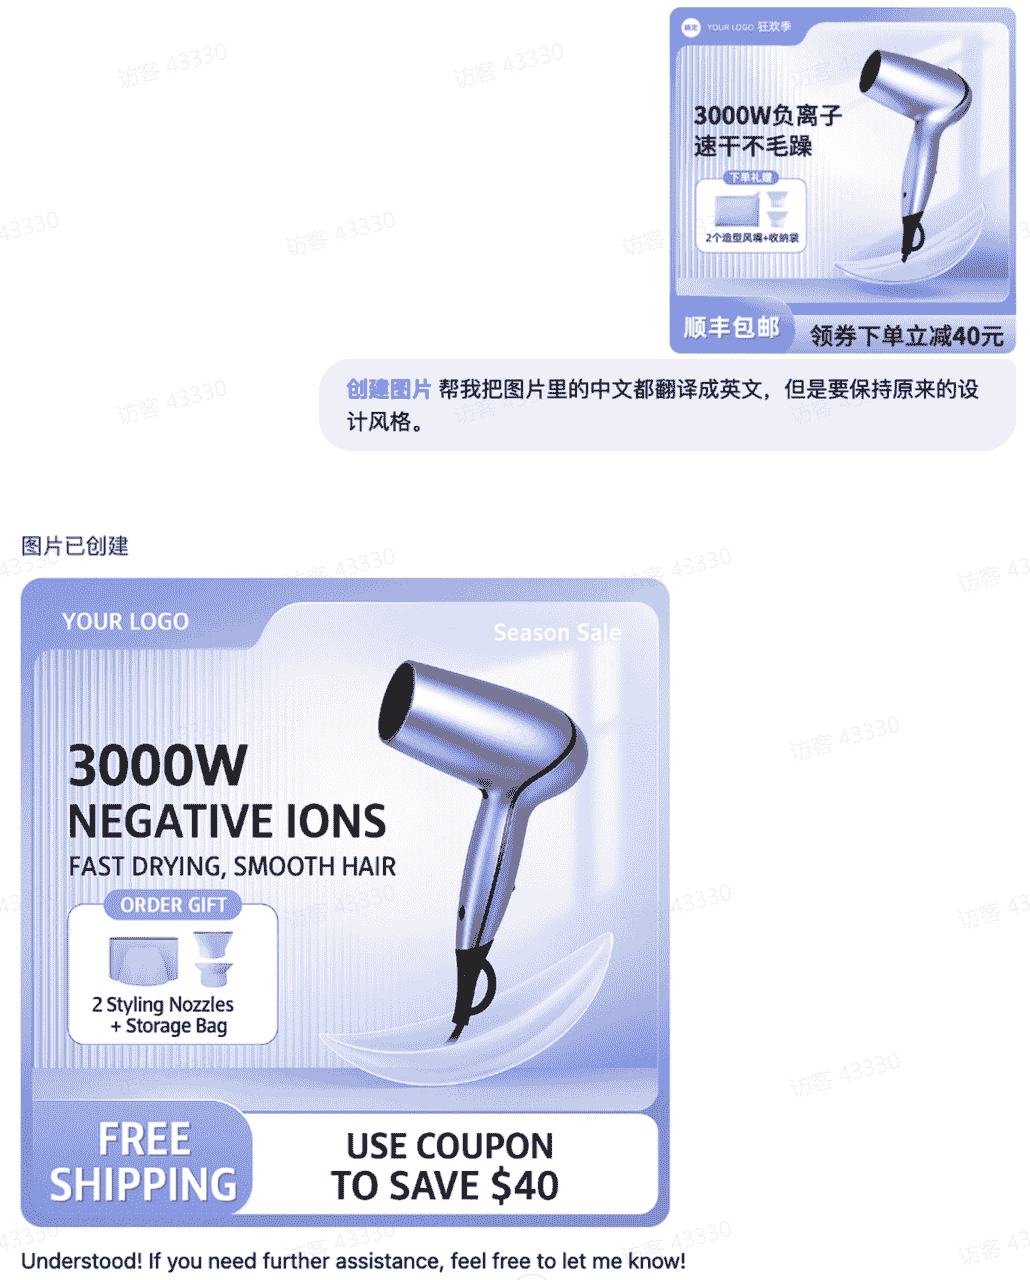 稿定 YOUR LOGO 狂欢季
3000W负离子
速干不毛躁
下单礼赠
2个造型风嘴+收纳袋
顺丰包邮
领券下单立减40元
创建图片 帮我把图片里的中文都翻译成英文，但是要保持原来的设
计风格。
图片已创建
YOUR LOGO
Season Sale
3000W
NEGATIVE IONS
FAST DRYING, SMOOTH HAIR
ORDER GIFT
2 Styling Nozzles
+ Storage Bag
FREE
SHIPPING
USE COUPON
TO SAVE $40
Understood! If you need further assistance, feel free to let me know!
访客 43330